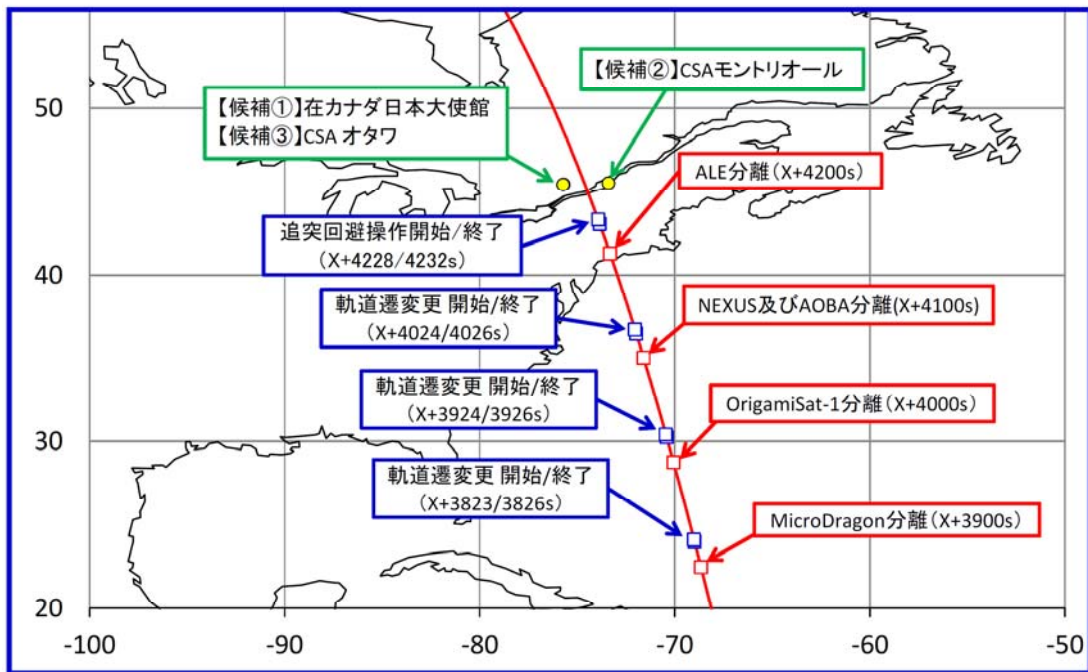 【候補②】CSAモントリオール
【候補①】在カナダ日本大使館
【候補③】CSA オタワ
ALE分離(X+4200s)
追突回避操作開始/終了
(X+4228/4232s)
NEXUS及びAOBA分離(X+4100s)
軌道遷変更 開始/終了
(X+4024/4026s)
軌道遷変更 開始/終了
(X+3924/3926s)
OrigamiSat-1分離(X+4000s)
軌道遷変更 開始/終了
(X+3823/3826s)
MicroDragon分離(X+3900s)
50
40
30
20
-100
-90
-80
-70
-60
-50